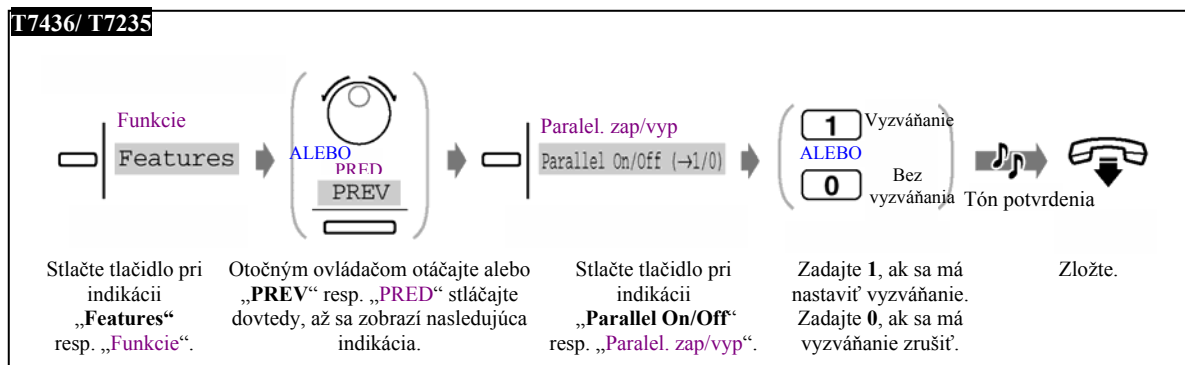 T7436/ T7235
Funkcie
Features
ALEBO
PRED
PREV
Paralel. zap/vyp
Parallel On/Off (→1/0)
1 Vyzváňanie
ALEBO
0 Bez
vyzváňania
Tón potvrdenia
Stlačte tlačidlo pri
indikácii
„Features“
resp. „Funkcie“.
Otočným ovládačom otáčajte alebo
„PREV“ resp. „PRED“ stláčajte
dovtedy, až sa zobrazí nasledujúca
indikácia.
Stlačte tlačidlo pri
indikácii
„Parallel On/Off“
resp. „Paralel. zap/vyp“.
Zadajte 1, ak sa má
nastaviť vyzváňanie.
Zadajte 0, ak sa má
vyzváňanie zrušiť.
Zložte.